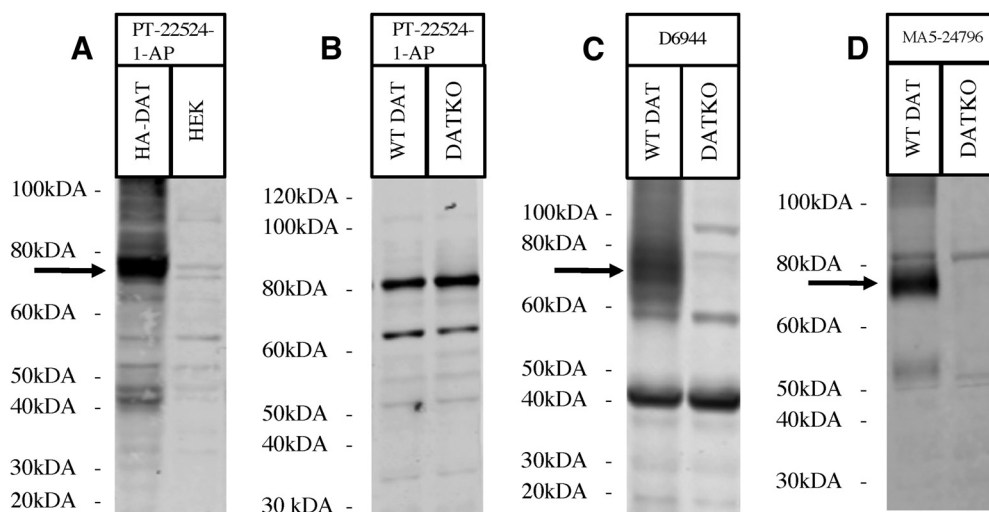 A
PT-22524-
1-AP
HA-DAT
HEK
100kDA -
80kDA -
60kDA -
50kDA -
40kDA -
30kDA -
20kDA -
B
PT-22524-
1-AP
WT DAT
DATKO
120kDA -
100kDA -
80kDA -
60kDA -
50kDA -
40kDA -
30 kDA -
C
D6944
WT DAT
DATKO
100kDA -
80kDA -
60kDA -
50kDA -
40kDA -
30kDA -
20kDA -
D
MA5-24796
WT DAT
DATKO
100kDA -
80kDA -
60kDA -
50kDA -
40kDA -
30kDA -